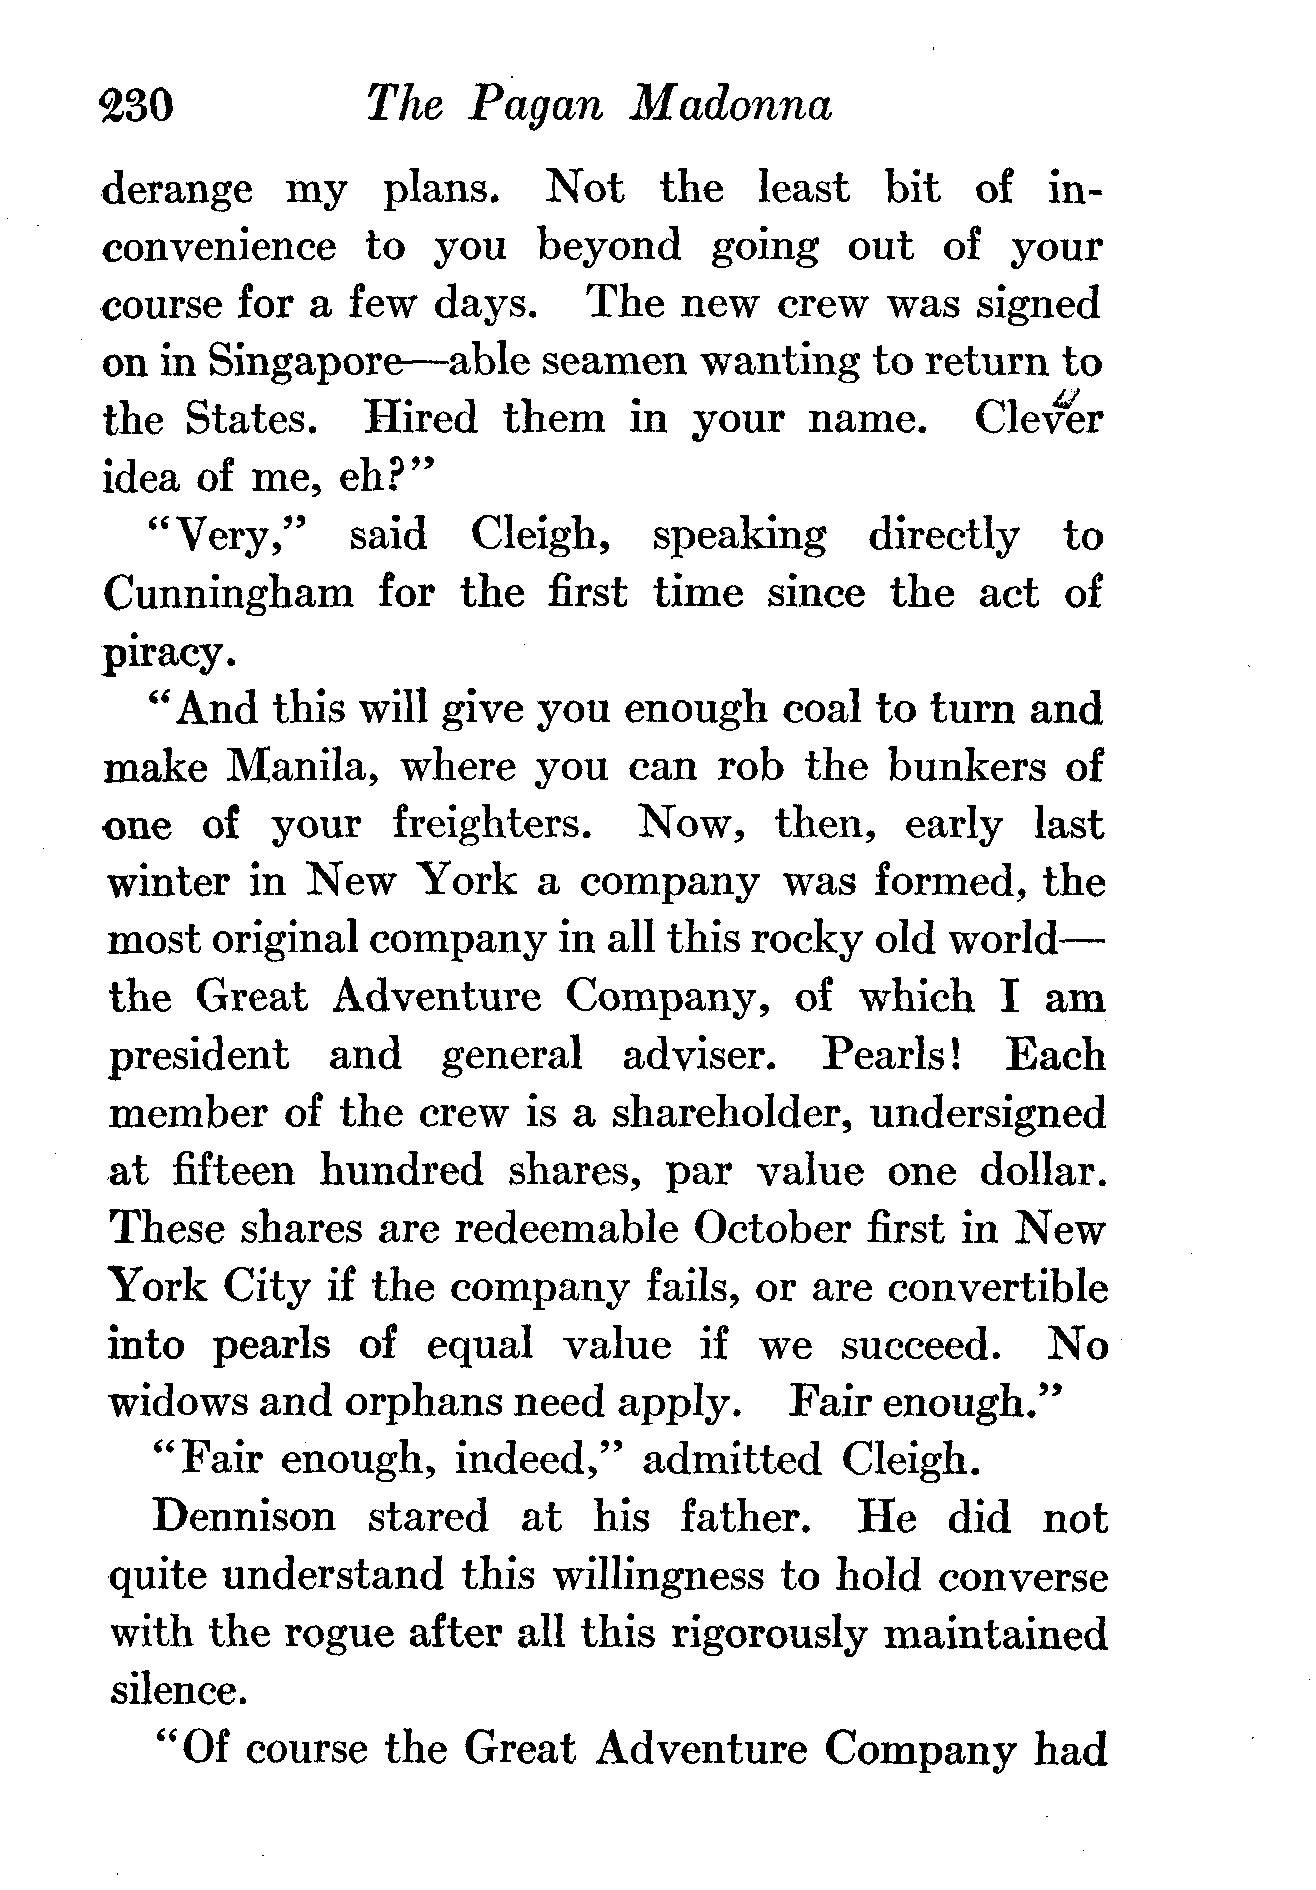 230 The Pagan Madonna
derange my plans. Not the least bit of in-
convenience to you beyond going out of your
course for a few days. The new crew was signed
on in Singapore—able seamen wanting to return to
the States. Hired them in your name. Clever
idea of me, eh?”
“Very,” said Cleigh, speaking directly to
Cunningham for the first time since the act of
piracy.
“And this will give you enough coal to turn and
make Manila, where you can rob the bunkers of
one of your freighters. Now, then, early last
winter in New York a company was formed, the
most original company in all this rocky old world—
the Great Adventure Company, of which I am
president and general adviser. Pearls! Each
member of the crew is a shareholder, undersigned
at fifteen hundred shares, par value one dollar.
These shares are redeemable October first in New
York City if the company fails, or are convertible
into pearls of equal value if we succeed. No
widows and orphans need apply. Fair enough.”
“Fair enough, indeed,” admitted Cleigh.
Dennison stared at his father. He did not
quite understand this willingness to hold converse
with the rogue after all this rigorously maintained
silence.
“Of course the Great Adventure Company had